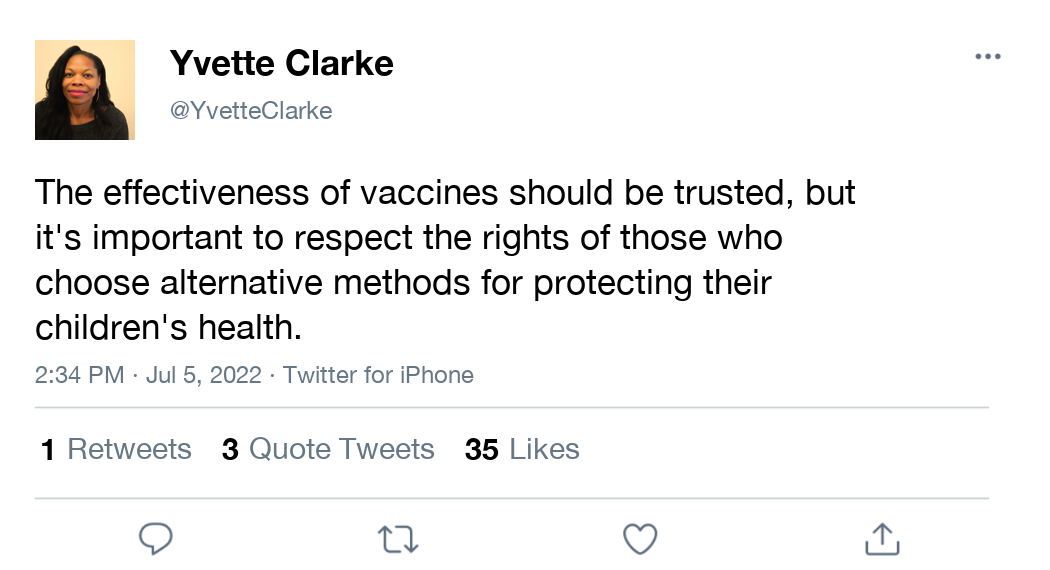 Yvette Clarke
@YvetteClarke
The effectiveness of vaccines should be trusted, but
it's important to respect the rights of those who
choose alternative methods for protecting their
children's health.
2:34 PM · Jul 5, 2022 · Twitter for iPhone
1 Retweets 3 Quote Tweets 35 Likes